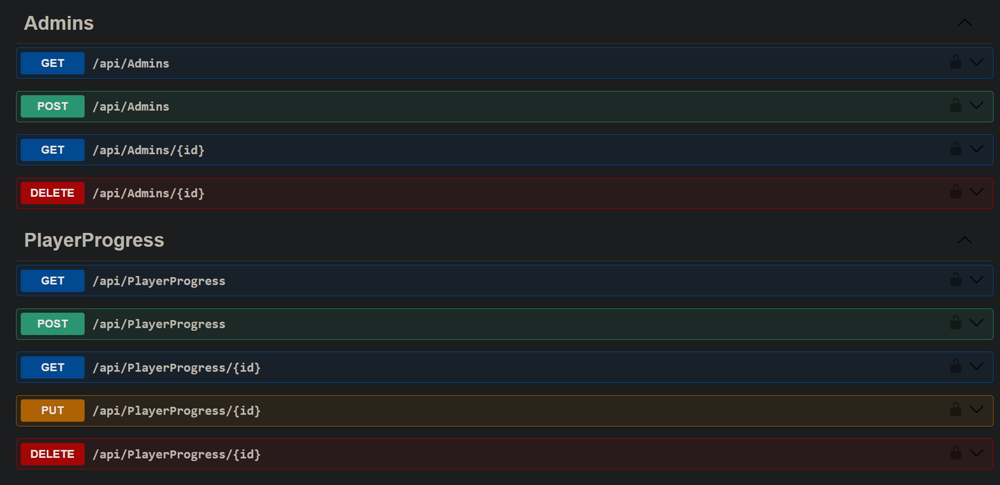 Admins
GET /api/Admins
POST /api/Admins
GET /api/Admins/{id}
DELETE /api/Admins/{id}
PlayerProgress
GET /api/PlayerProgress
POST /api/PlayerProgress
GET /api/PlayerProgress/{id}
PUT /api/PlayerProgress/{id}
DELETE /api/PlayerProgress/{id}